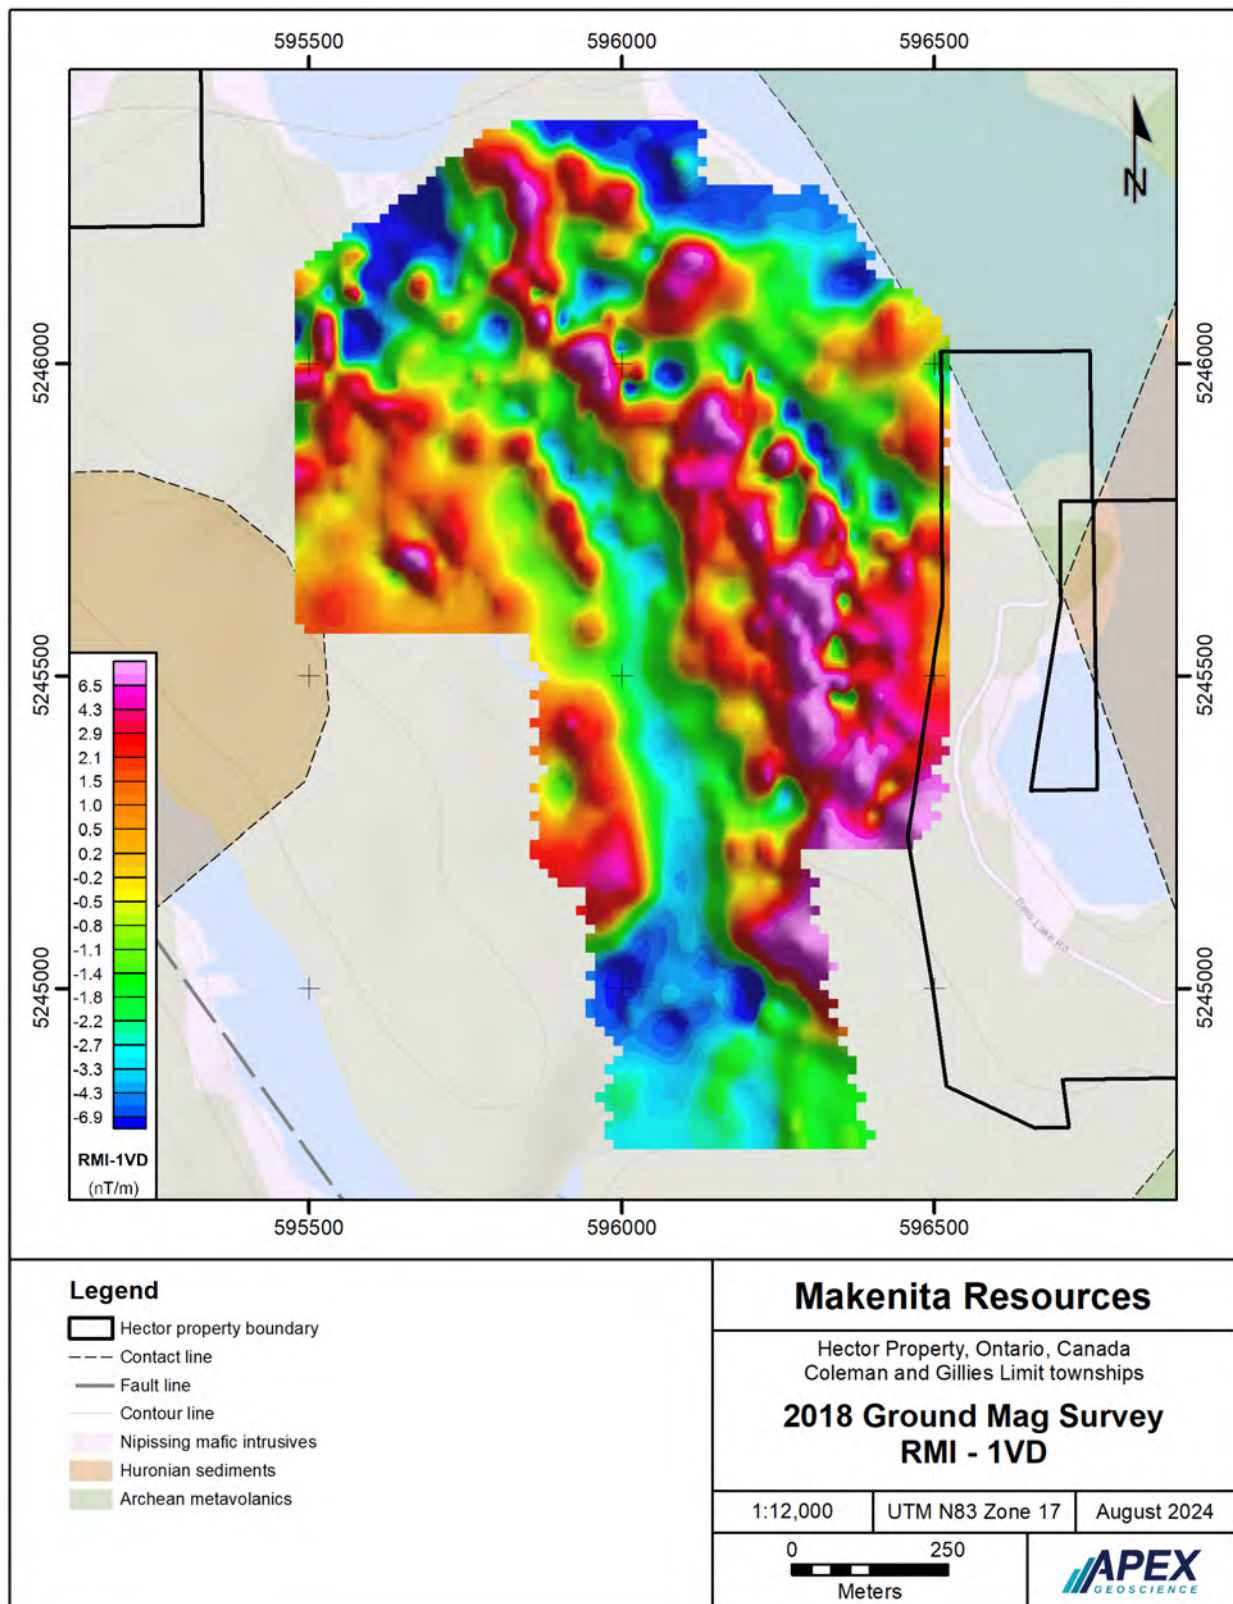 595500
596000
596500
N
5246000
5246000
5245500
5245500
5245000
5245000
Bass Lake Rd
6.5
4.3
2.9
2.1
1.5
1.0
0.5
0.2
-0.2
-0.5
-0.8
-1.1
-1.4
-1.8
-2.2
-2.7
-3.3
-4.3
-6.9
RMI-1VD
(nT/m)
595500
596000
596500
Legend
Hector property boundary
Contact line
Fault line
Contour line
Nipissing mafic intrusives
Huronian sediments
Archean metavolanics
Makenita Resources
Hector Property, Ontario, Canada
Coleman and Gillies Limit townships
2018 Ground Mag Survey
RMI - 1VD
1:12,000
UTM N83 Zone 17
August 2024
0
250
Meters
APEX
GEOSCIENCE